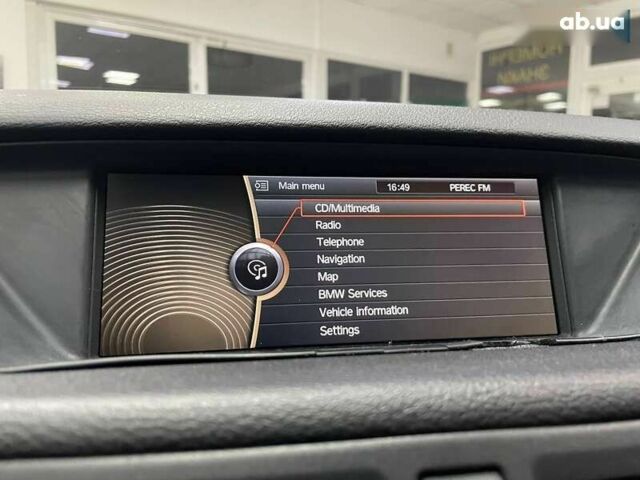 ab.ua
Main menu 16:49 PEREC FM
CD/Multimedia
Radio
Telephone
Navigation
Map
BMW Services
Vehicle information
Settings